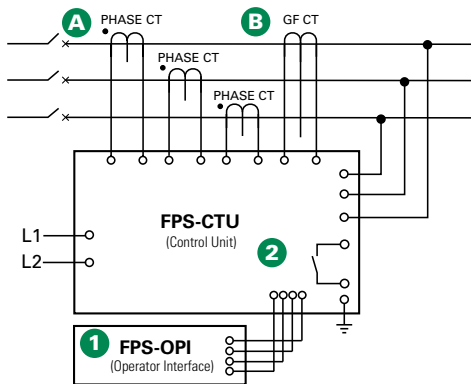 A PHASE CT B GF CT
PHASE CT
PHASE CT
FPS-CTU
(Control Unit)
L1
2
L2
1 FPS-OPI
(Operator Interface)